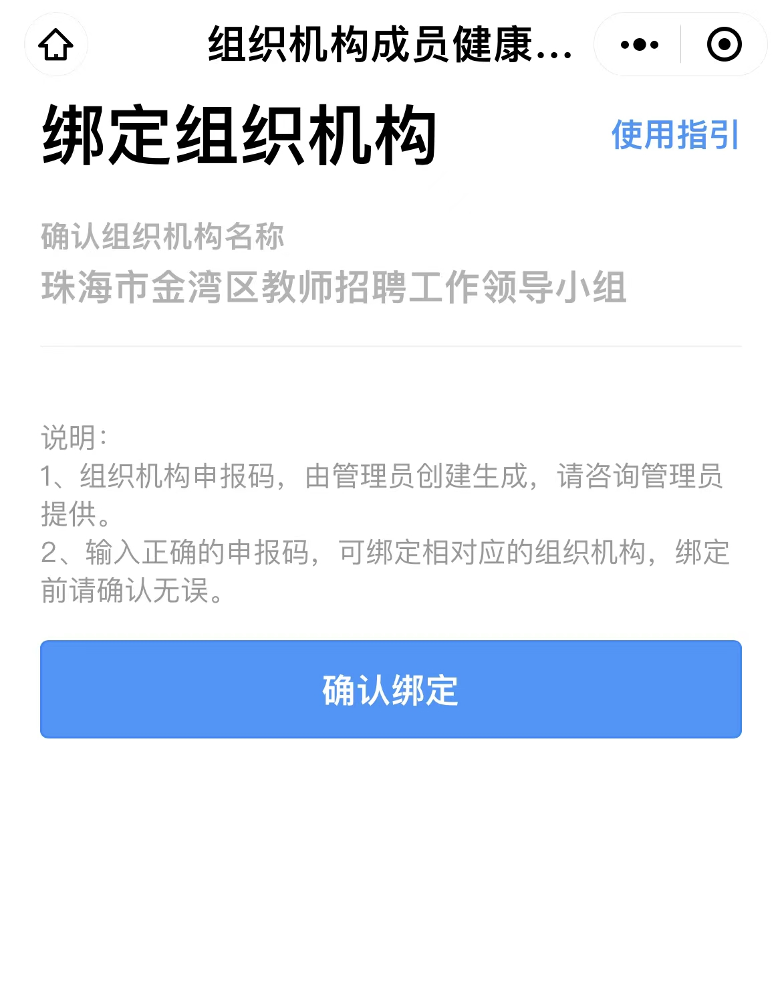 组织机构成员健康...
绑定组织机构
使用指引
确认组织机构名称
珠海市金湾区教师招聘工作领导小组
说明：
1、组织机构申报码，由管理员创建生成，请咨询管理员
提供。
2、输入正确的申报码，可绑定相对应的组织机构，绑定
前请确认无误。
确认绑定